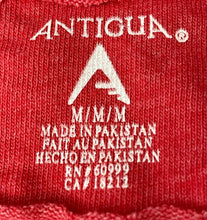 ANTIGUA®
M/M/M
MADE IN PAKISTAN
FAIT AU PAKISTAN
HECHO EN PAKISTAN
RN# 60999
CA# 18212